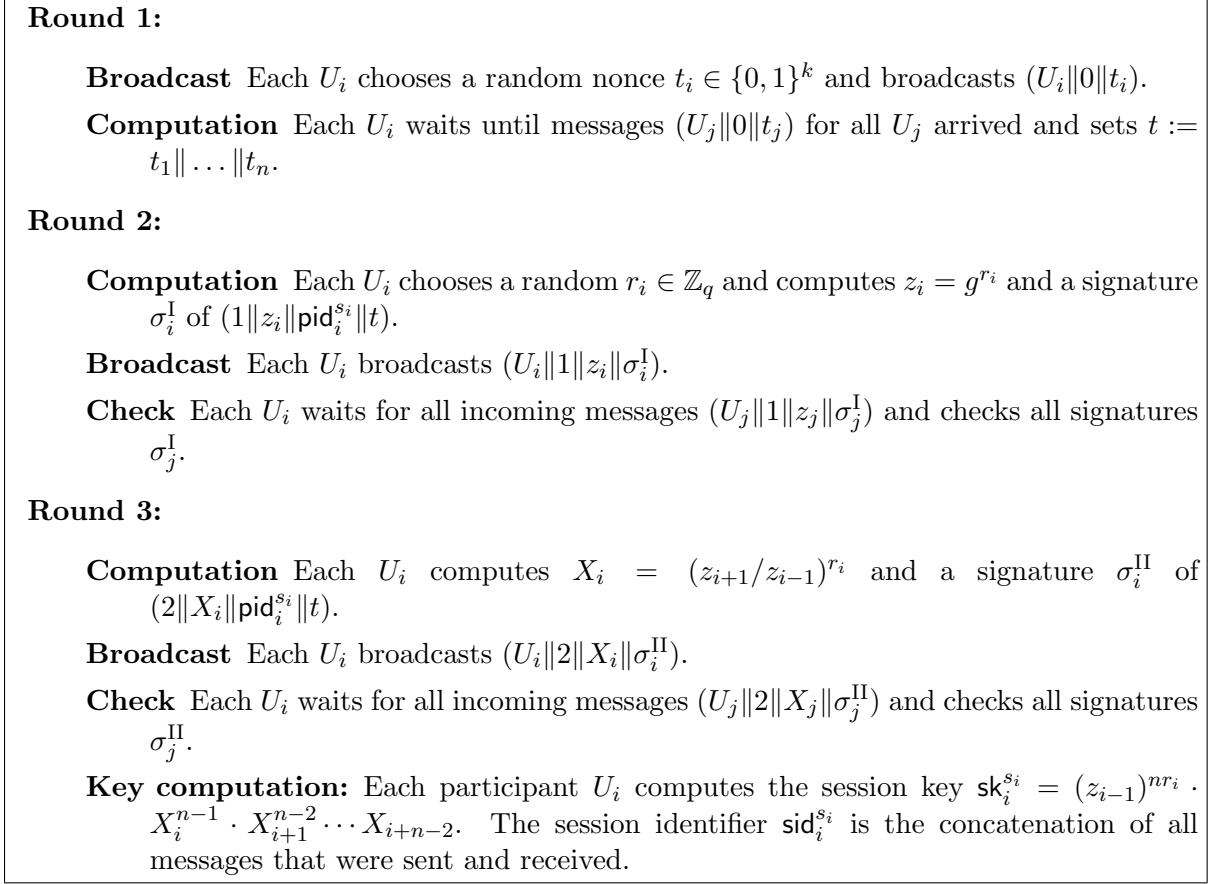 Round 1:
Broadcast Each U_i chooses a random nonce t_i ∈ {0, 1}^k and broadcasts (U_i‖0‖t_i).
Computation Each U_i waits until messages (U_j‖0‖t_j) for all U_j arrived and sets t :=
t_1‖ . . . ‖t_n.
Round 2:
Computation Each U_i chooses a random r_i ∈ ℤ_q and computes z_i = g^{r_i} and a signature
σ_i^I of (1‖z_i‖pid_i^{s_i}‖t).
Broadcast Each U_i broadcasts (U_i‖1‖z_i‖σ_i^I).
Check Each U_i waits for all incoming messages (U_j‖1‖z_j‖σ_j^I) and checks all signatures
σ_j^I.
Round 3:
Computation Each U_i computes X_i = (z_{i+1}/z_{i−1})^{r_i} and a signature σ_i^{II} of
(2‖X_i‖pid_i^{s_i}‖t).
Broadcast Each U_i broadcasts (U_i‖2‖X_i‖σ_i^{II}).
Check Each U_i waits for all incoming messages (U_j‖2‖X_j‖σ_j^{II}) and checks all signatures
σ_j^{II}.
Key computation: Each participant U_i computes the session key sk_i^{s_i} = (z_{i−1})^{nr_i} ·
X_i^{n−1} · X_{i+1}^{n−2} · · · X_{i+n−2}. The session identifier sid_i^{s_i} is the concatenation of all
messages that were sent and received.